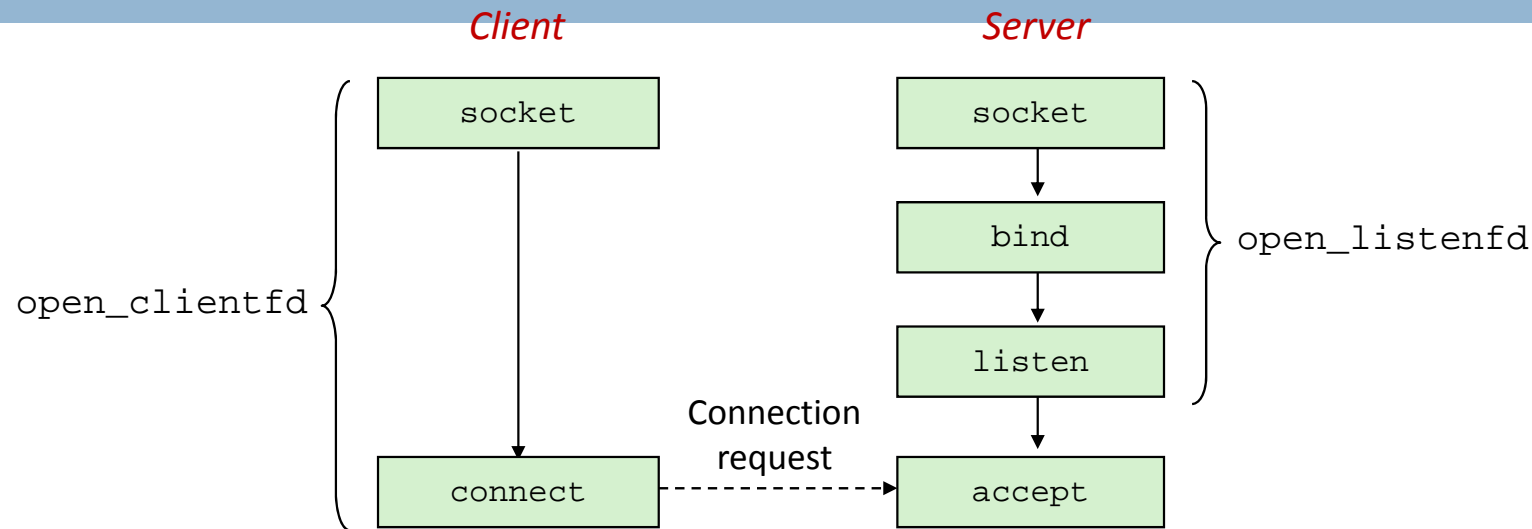 Client
Server
socket
socket
bind
open_listenfd
open_clientfd
listen
Connection
request
connect
accept